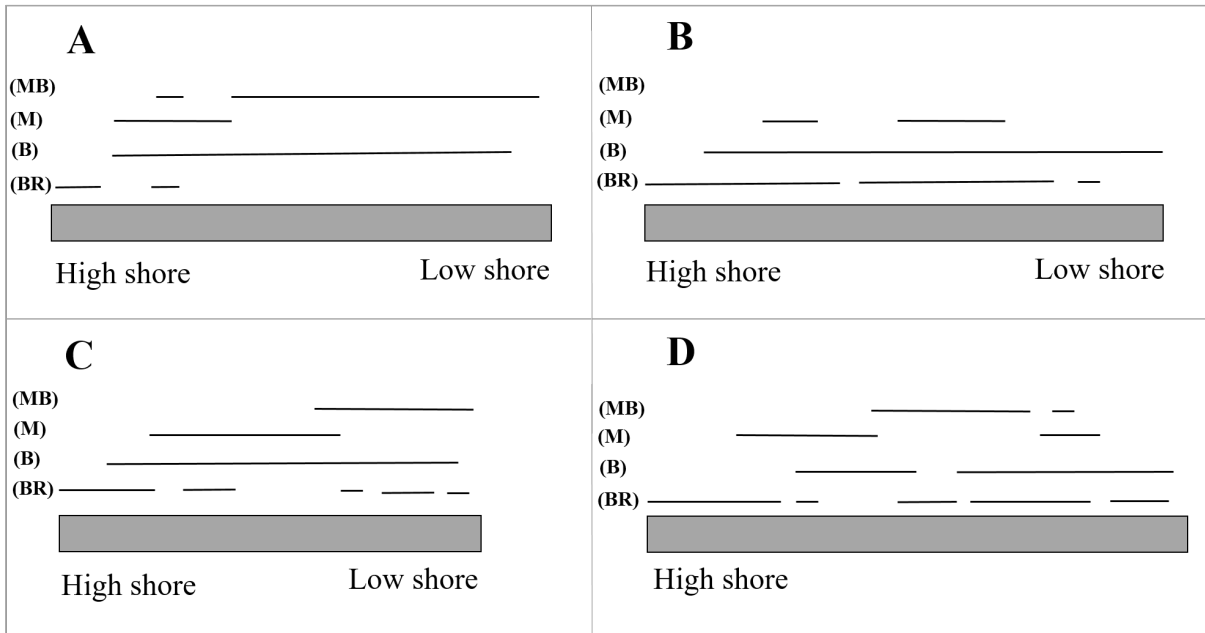 A
(MB)
(M)
(B)
(BR)
High shore
Low shore
B
(MB)
(M)
(B)
(BR)
High shore
Low shore
C
(MB)
(M)
(B)
(BR)
High shore
Low shore
D
(MB)
(M)
(B)
(BR)
High shore